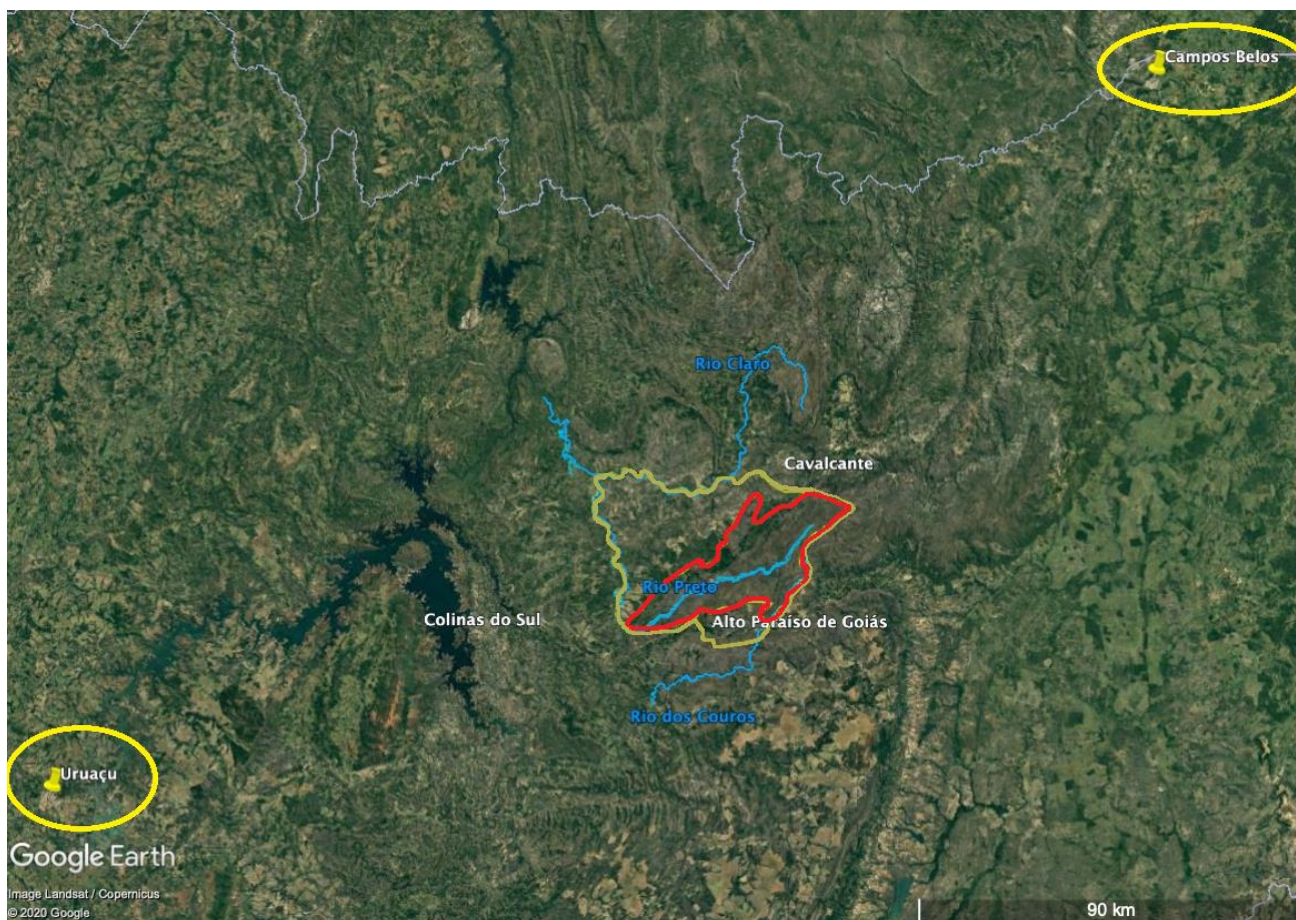 Campos Belos
Rio Claro
Cavalcante
Rio Preto
Colinas do Sul
Alto Paraíso de Goiás
Rio dos Couros
Uruaçu
Google Earth
Image Landsat / Copernicus
© 2020 Google
90 km